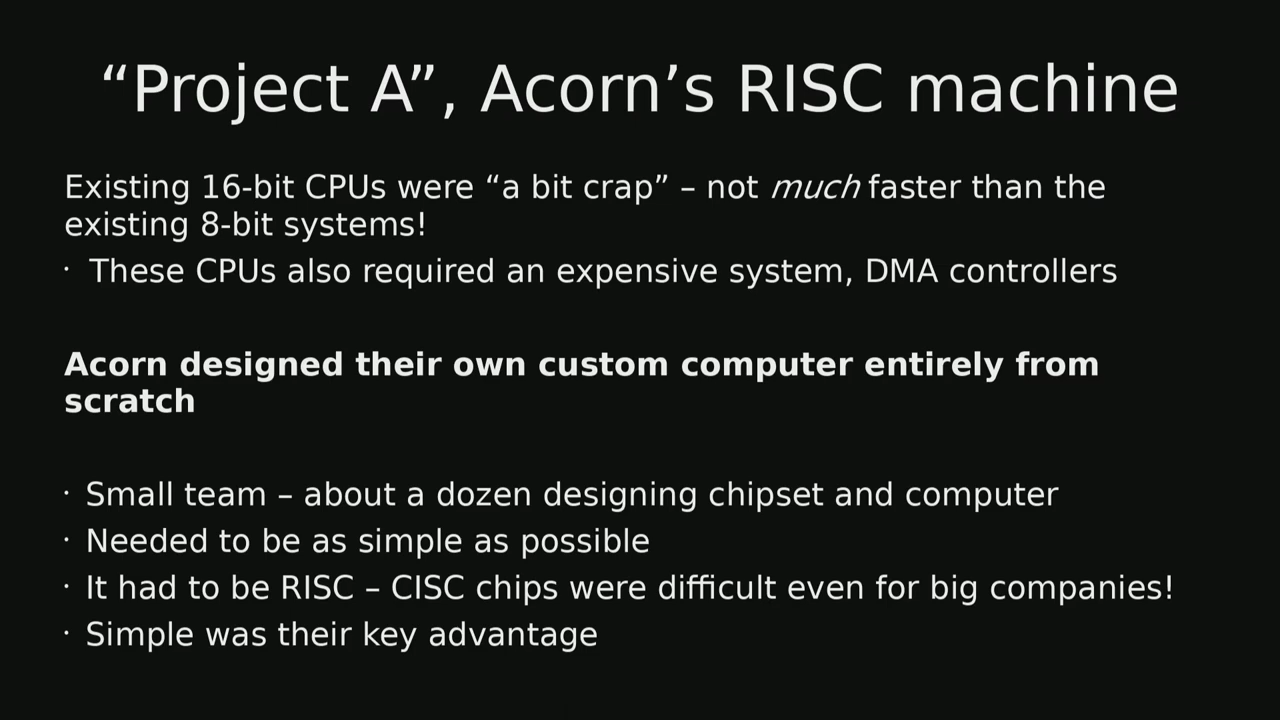 “Project A”, Acorn’s RISC machine
Existing 16-bit CPUs were “a bit crap” – not much faster than the
existing 8-bit systems!
· These CPUs also required an expensive system, DMA controllers
Acorn designed their own custom computer entirely from
scratch
· Small team – about a dozen designing chipset and computer
· Needed to be as simple as possible
· It had to be RISC – CISC chips were difficult even for big companies!
· Simple was their key advantage